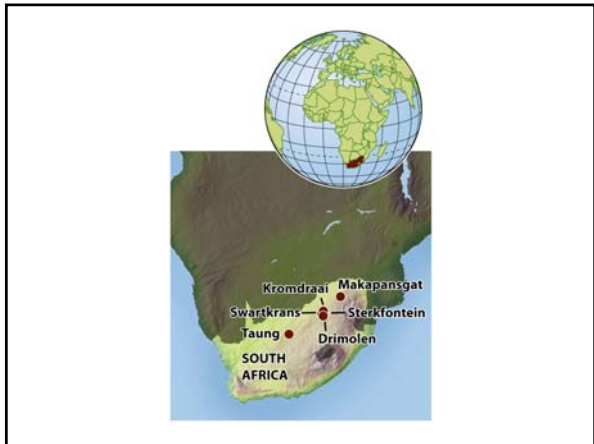 Kromdraai
Makapansgat
Swartkrans
Sterkfontein
Taung
Drimolen
SOUTH
AFRICA